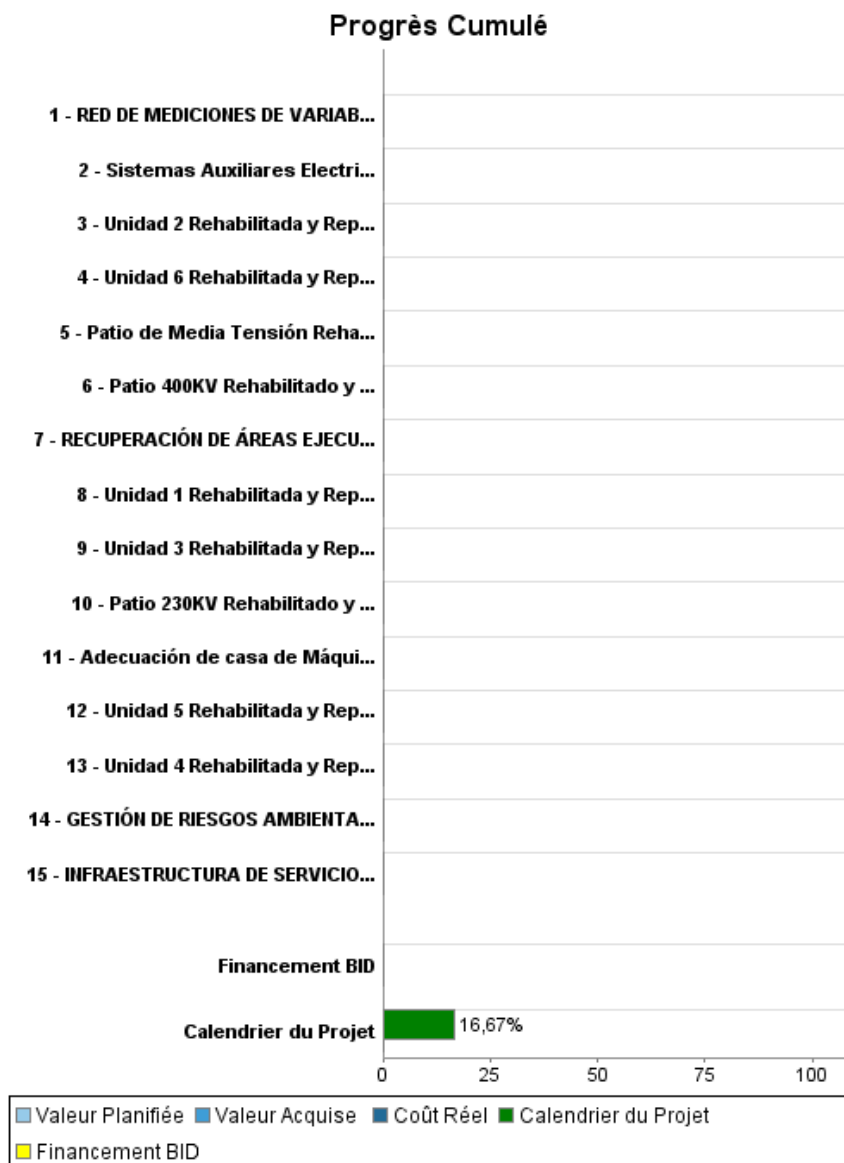 Progrès Cumulé
1 - RED DE MEDICIONES DE VARIAB...
2 - Sistemas Auxiliares Electri...
3 - Unidad 2 Rehabilitada y Rep...
4 - Unidad 6 Rehabilitada y Rep...
5 - Patio de Media Tensión Reha...
6 - Patio 400KV Rehabilitado y ...
7 - RECUPERACIÓN DE ÁREAS EJECU...
8 - Unidad 1 Rehabilitada y Rep...
9 - Unidad 3 Rehabilitada y Rep...
10 - Patio 230KV Rehabilitado y ...
11 - Adecuación de casa de Máqui...
12 - Unidad 5 Rehabilitada y Rep...
13 - Unidad 4 Rehabilitada y Rep...
14 - GESTIÓN DE RIESGOS AMBIENTA...
15 - INFRAESTRUCTURA DE SERVICIO...
Financement BID
Calendrier du Projet 16,67%
0 25 50 75 100
Valeur Planifiée Valeur Acquise Coût Réel Calendrier du Projet
Financement BID